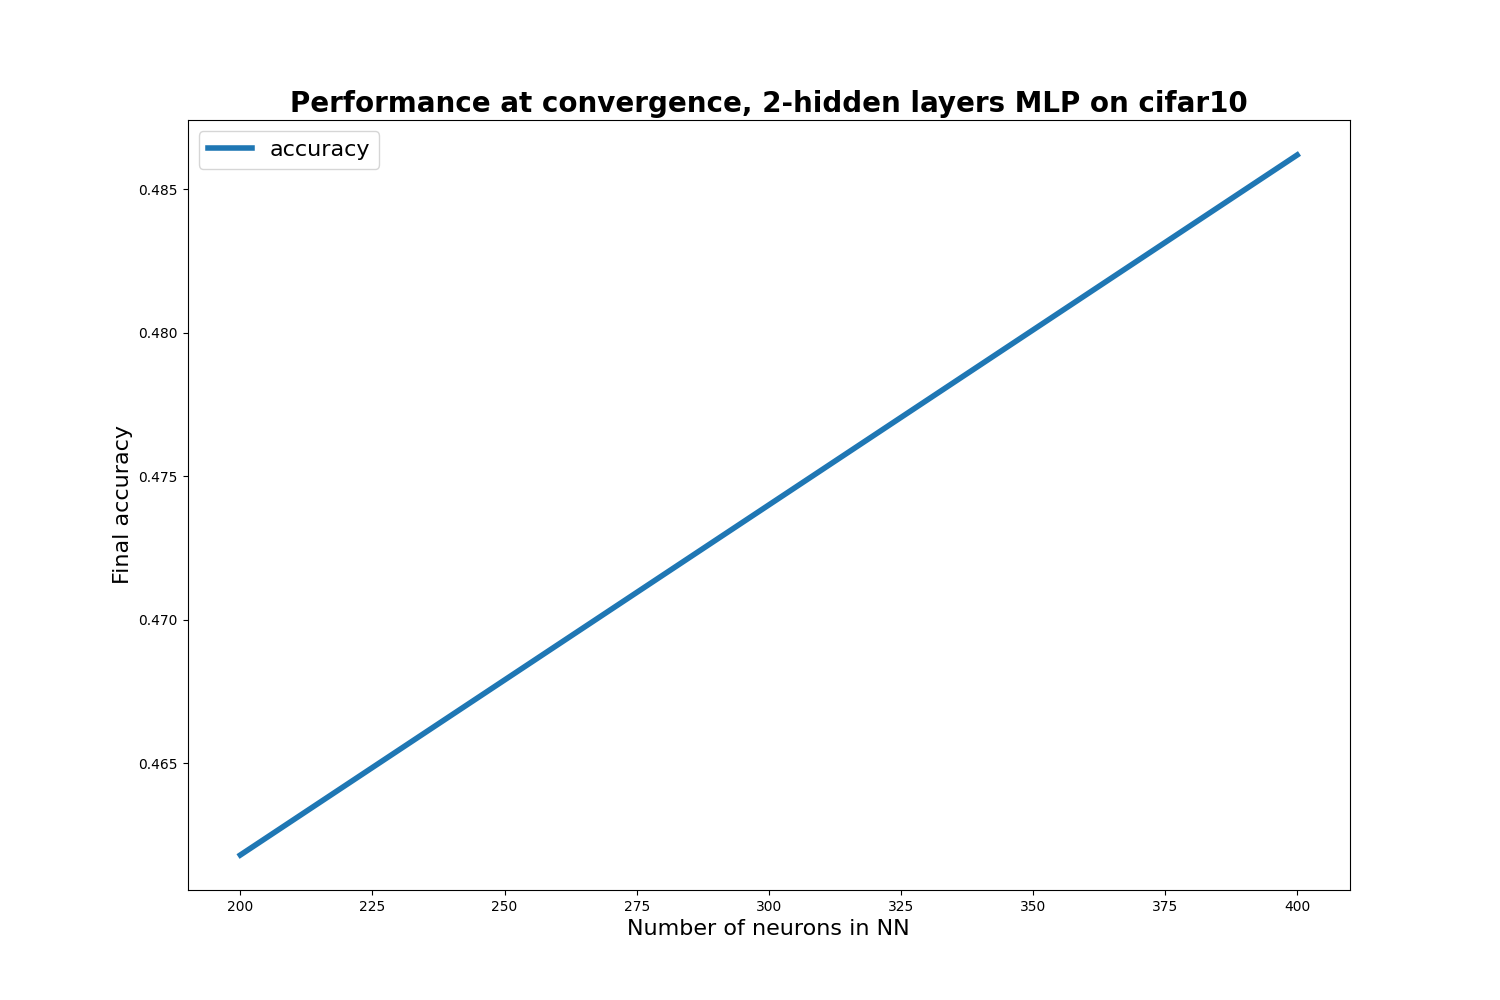 Performance at convergence, 2-hidden layers MLP on cifar10
accuracy
0.485
0.480
0.475
0.470
0.465
Final accuracy
200 225 250 275 300 325 350 375 400
Number of neurons in NN